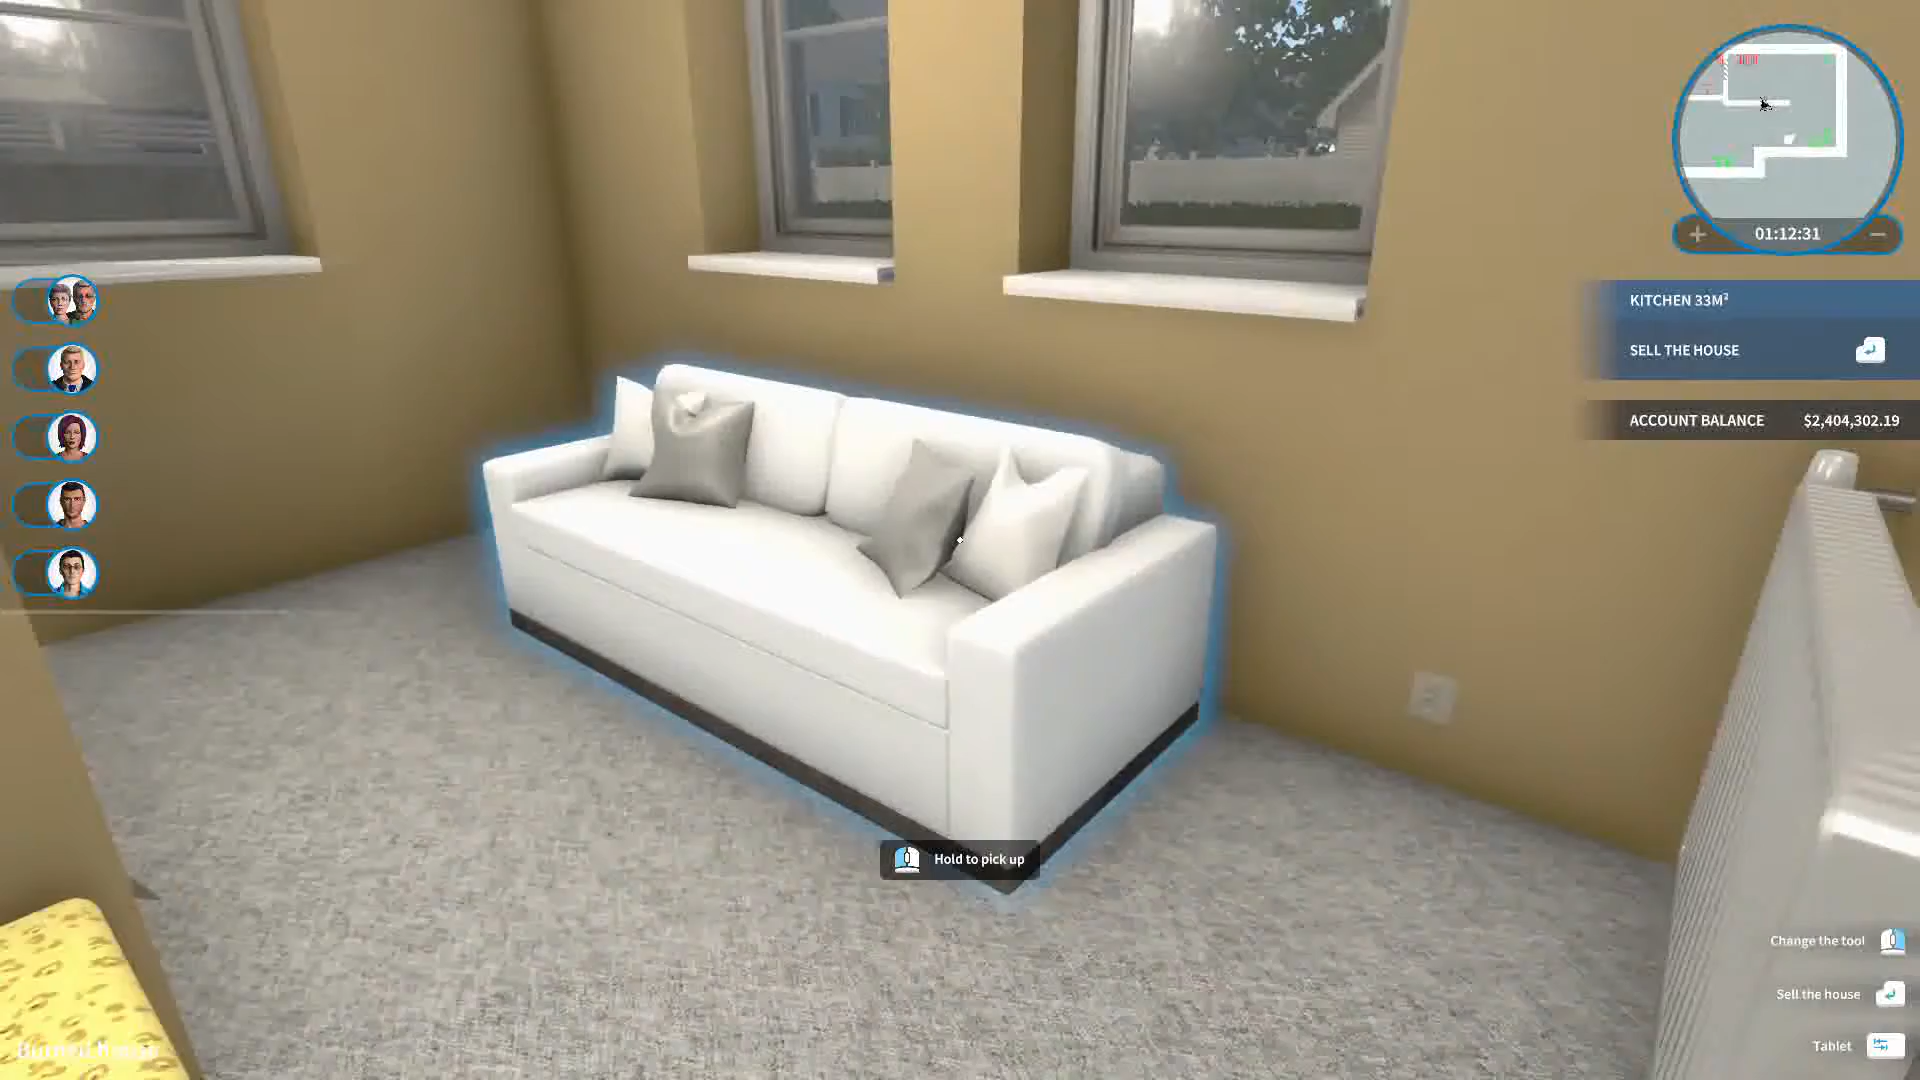 01:12:31
KITCHEN 33M²
SELL THE HOUSE
ACCOUNT BALANCE $2,404,302.19
Hold to pick up
Change the tool
Sell the house
Tablet